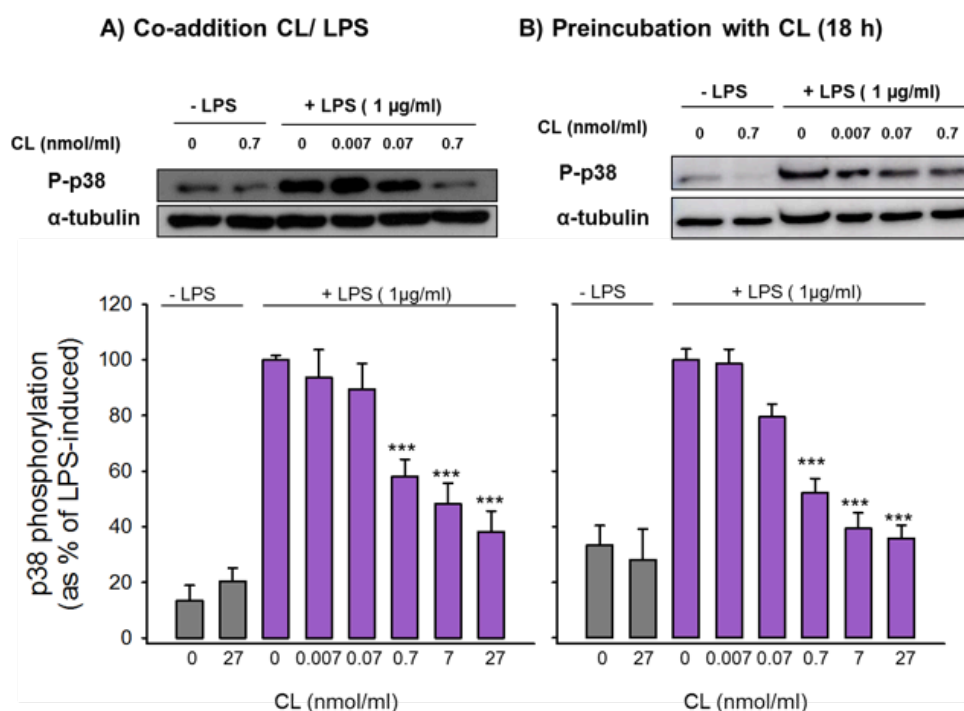 A) Co-addition CL/ LPS
- LPS + LPS ( 1 µg/ml)
CL (nmol/ml) 0 0.7 0 0.007 0.07 0.7
P-p38
α-tubulin
B) Preincubation with CL (18 h)
- LPS + LPS ( 1 µg/ml)
CL (nmol/ml) 0 0.7 0 0.007 0.07 0.7
P-p38
α-tubulin
p38 phosphorylation
(as % of LPS-induced)
120
100
80
60
40
20
0
- LPS + LPS ( 1µg/ml)
*** *** ***
0 27 0 0.007 0.07 0.7 7 27
CL (nmol/ml)
- LPS + LPS ( 1µg/ml)
*** *** ***
0 27 0 0.007 0.07 0.7 7 27
CL (nmol/ml)